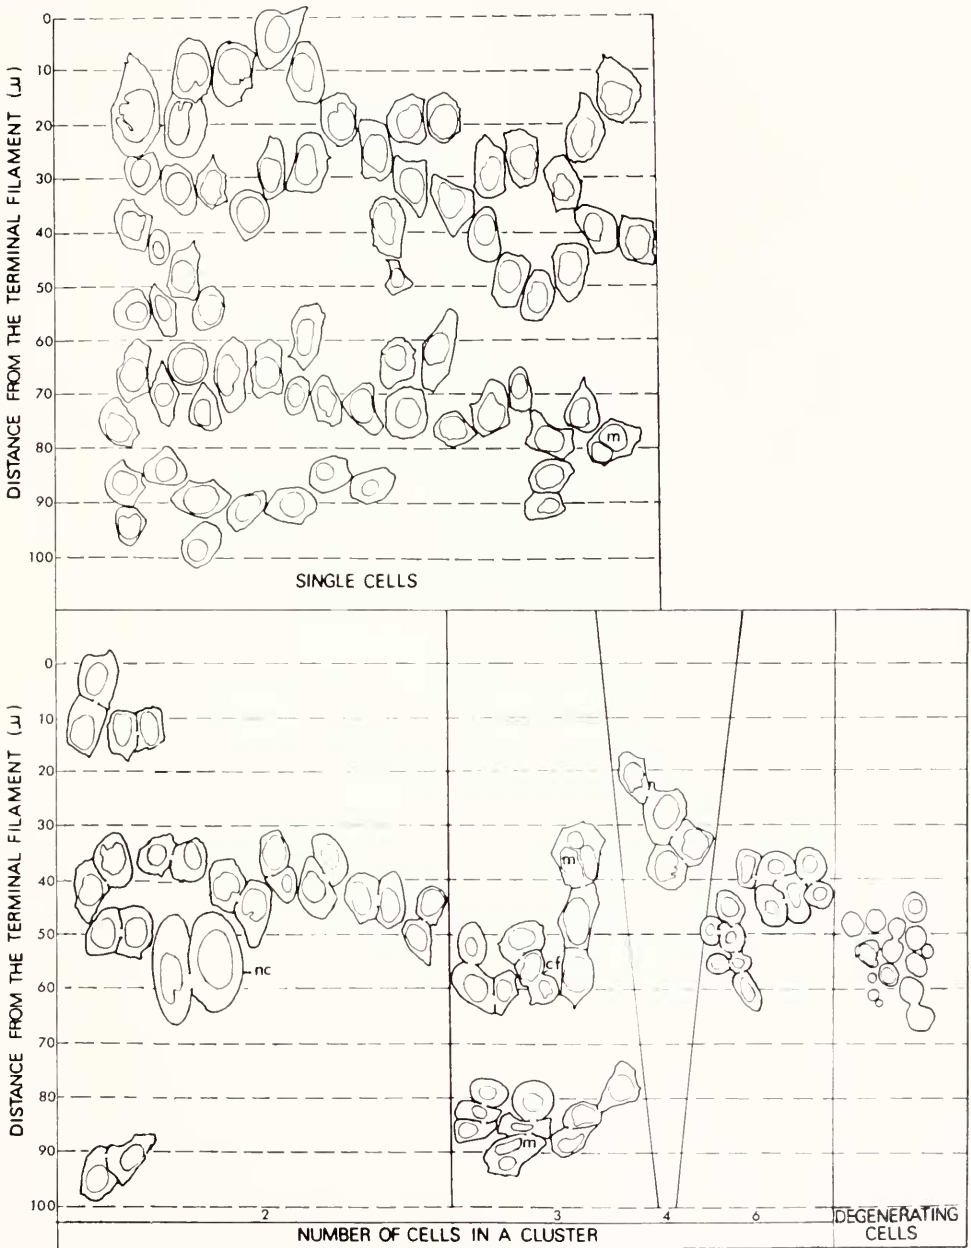 DISTANCE FROM THE TERMINAL FILAMENT (μ)
0
10
20
30
40
50
60
70
80
90
100
m
SINGLE CELLS
DISTANCE FROM THE TERMINAL FILAMENT (μ)
0
10
20
30
40
50
60
70
80
90
100
n
m
s
nc
cf
m
2
3
4
6
NUMBER OF CELLS IN A CLUSTER
DEGENERATING
CELLS